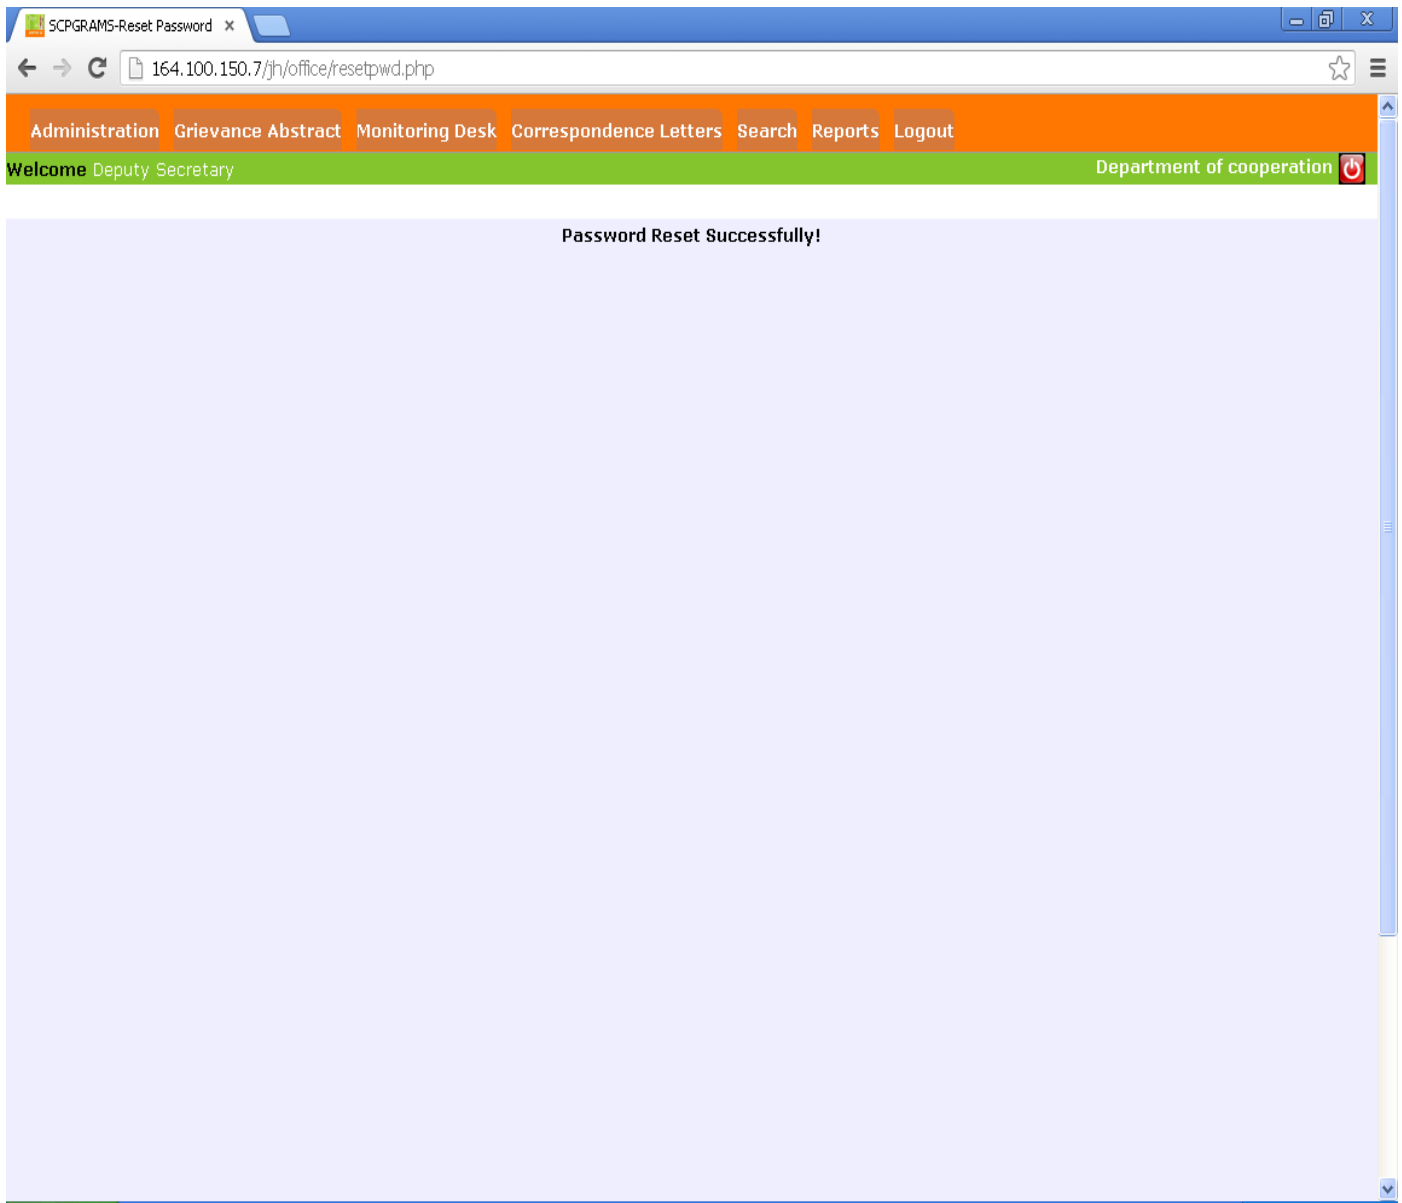 SCPGRAMS-Reset Password
164.100.150.7/jh/office/resetpwd.php
Administration Grievance Abstract Monitoring Desk Correspondence Letters Search Reports Logout
Welcome Deputy Secretary
Department of cooperation
Password Reset Successfully!